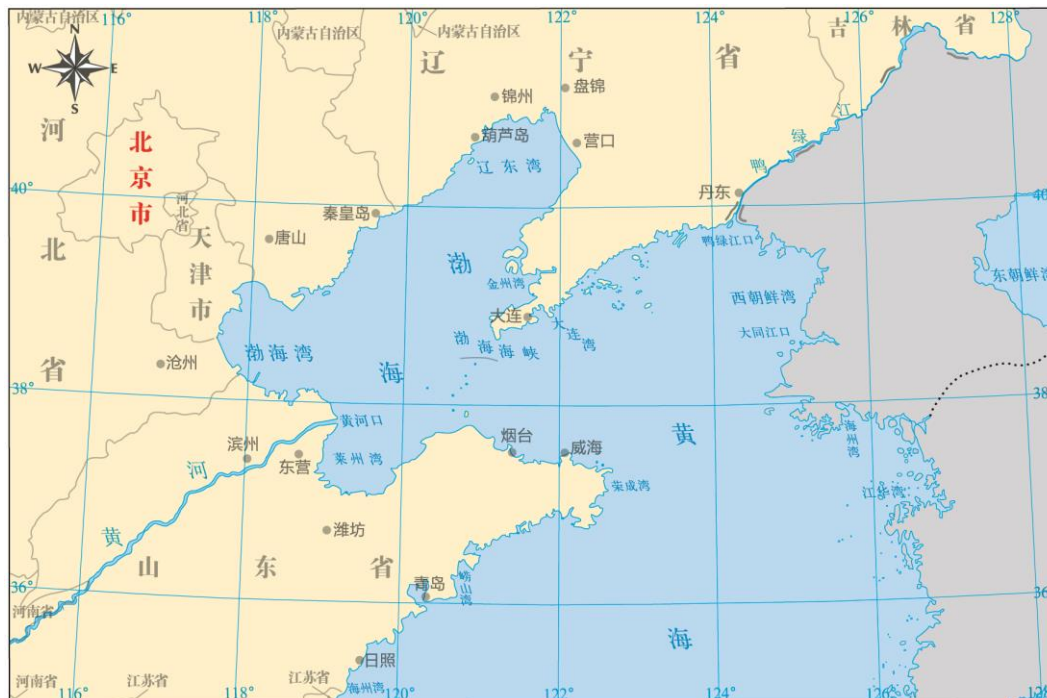 116°
118°
120°
122°
124°
126°
128°
内蒙古自治区
内蒙古自治区
内蒙古自治区
吉林省
N
W
E
S
辽宁省
锦州
盘锦
葫芦岛
营口
辽东湾
鸭绿江
河北省
北京市
河北省
天津市
40°
40
丹东
秦皇岛
唐山
鸭绿江口
渤海
金州湾
西朝鲜湾
东朝鲜湾
大连
大连湾
大同江口
渤海海峡
渤海湾
沧州
38°
38
黄河口
滨州
东营
莱州湾
烟台
威海
海州湾
黄海
荣成湾
江华湾
黄河
潍坊
山东省
青岛
崂山湾
36°
36
河南省
日照
海州湾
河南省
江苏省
江苏省
116°
118°
120°
122°
124°
126°
128